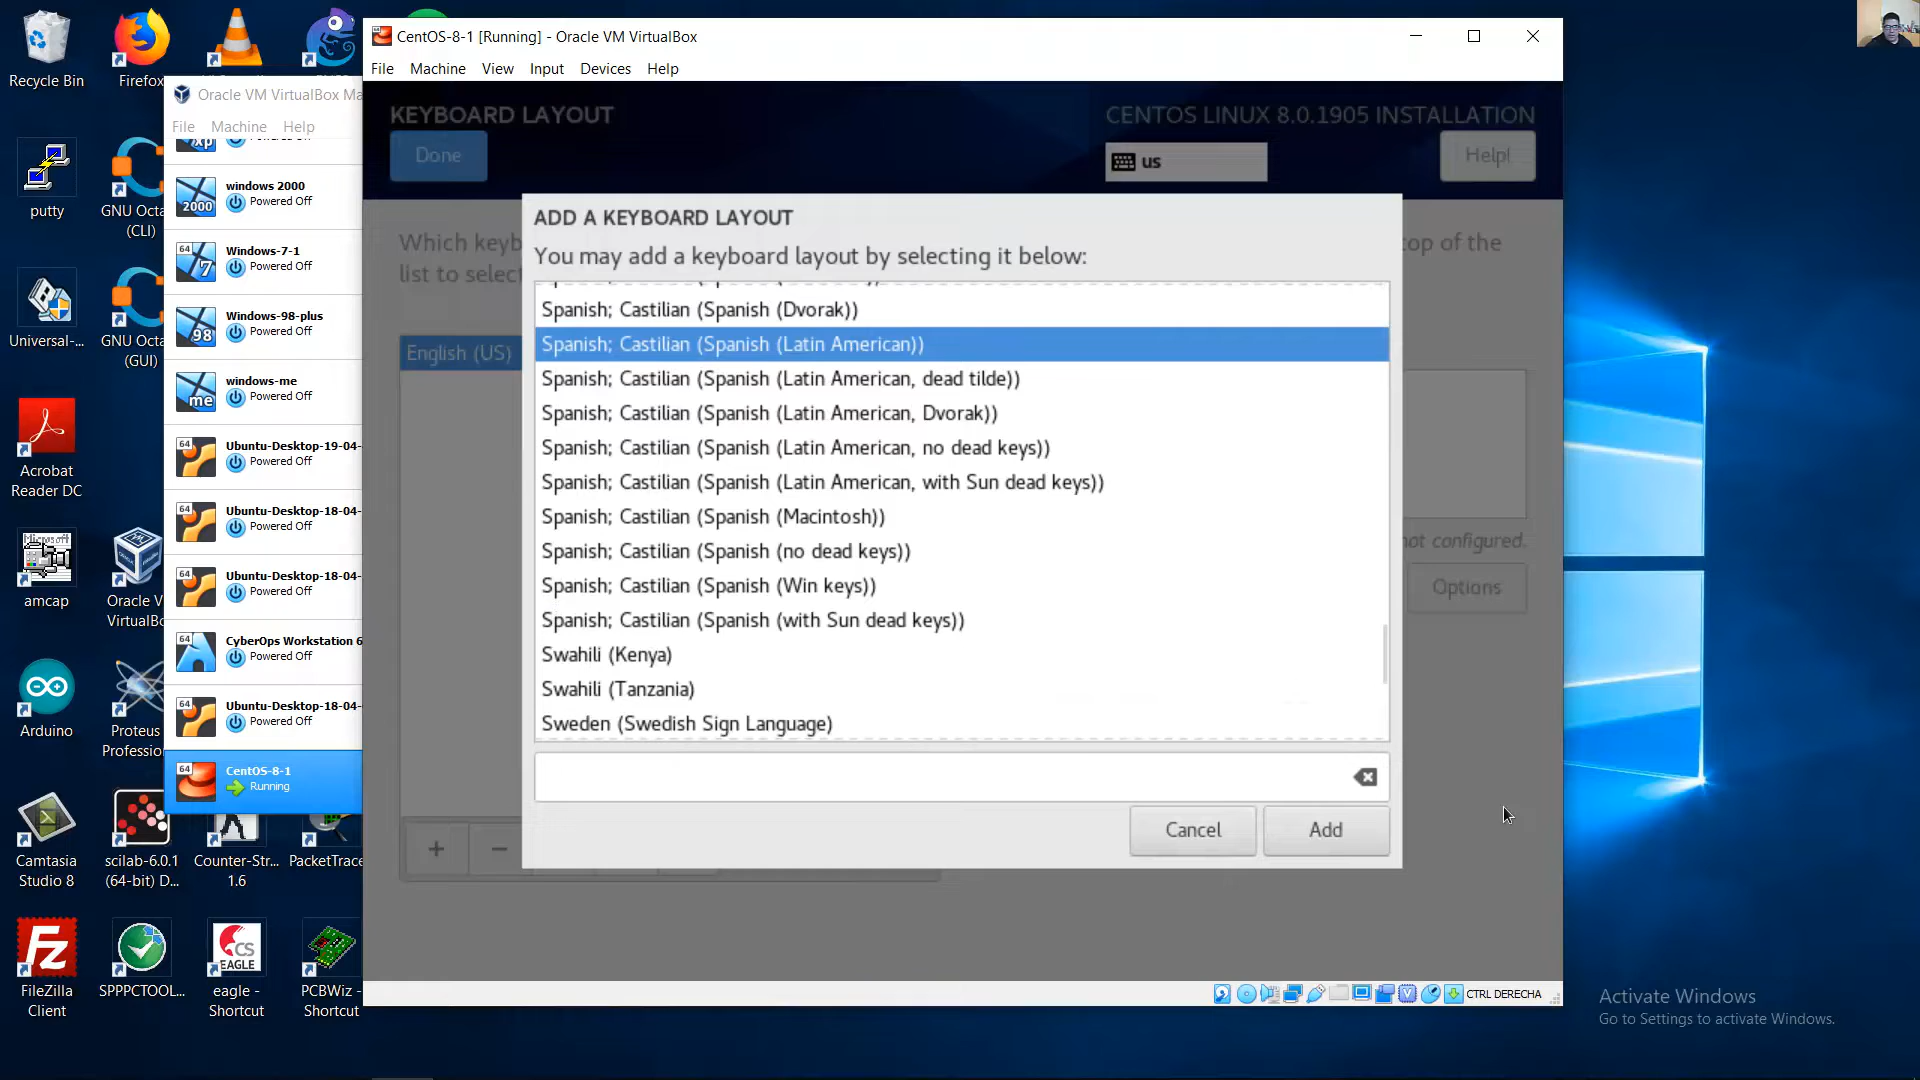 Recycle Bin
Firefox
putty
GNU Octa
(CLI)
Universal-...
GNU Octa
(GUI)
Acrobat
Reader DC
amcap
Oracle V
VirtualBo
Arduino
Proteus
Professio
Camtasia
Studio 8
scilab-6.0.1
(64-bit) D...
Counter-Str...
1.6
PacketTrace
FileZilla
Client
SPPPCTOOL...
eagle -
Shortcut
PCBWiz -
Shortcut
Oracle VM VirtualBox Ma
File Machine Help
windows 2000
Powered Off
Windows-7-1
Powered Off
Windows-98-plus
Powered Off
windows-me
Powered Off
Ubuntu-Desktop-19-04-
Powered Off
Ubuntu-Desktop-18-04-
Powered Off
Ubuntu-Desktop-18-04-
Powered Off
CyberOps Workstation 6
Powered Off
Ubuntu-Desktop-18-04-
Powered Off
CentOS-8-1
Running
CentOS-8-1 [Running] - Oracle VM VirtualBox
File Machine View Input Devices Help
KEYBOARD LAYOUT
CENTOS LINUX 8.0.1905 INSTALLATION
Done
us
Help!
Which keyb
top of the
list to selec
English (US)
not configured.
Options
+ −
ADD A KEYBOARD LAYOUT
You may add a keyboard layout by selecting it below:
Spanish; Castilian (Spanish (Dvorak))
Spanish; Castilian (Spanish (Latin American))
Spanish; Castilian (Spanish (Latin American, dead tilde))
Spanish; Castilian (Spanish (Latin American, Dvorak))
Spanish; Castilian (Spanish (Latin American, no dead keys))
Spanish; Castilian (Spanish (Latin American, with Sun dead keys))
Spanish; Castilian (Spanish (Macintosh))
Spanish; Castilian (Spanish (no dead keys))
Spanish; Castilian (Spanish (Win keys))
Spanish; Castilian (Spanish (with Sun dead keys))
Swahili (Kenya)
Swahili (Tanzania)
Sweden (Swedish Sign Language)
Cancel
Add
CTRL DERECHA
Activate Windows
Go to Settings to activate Windows.